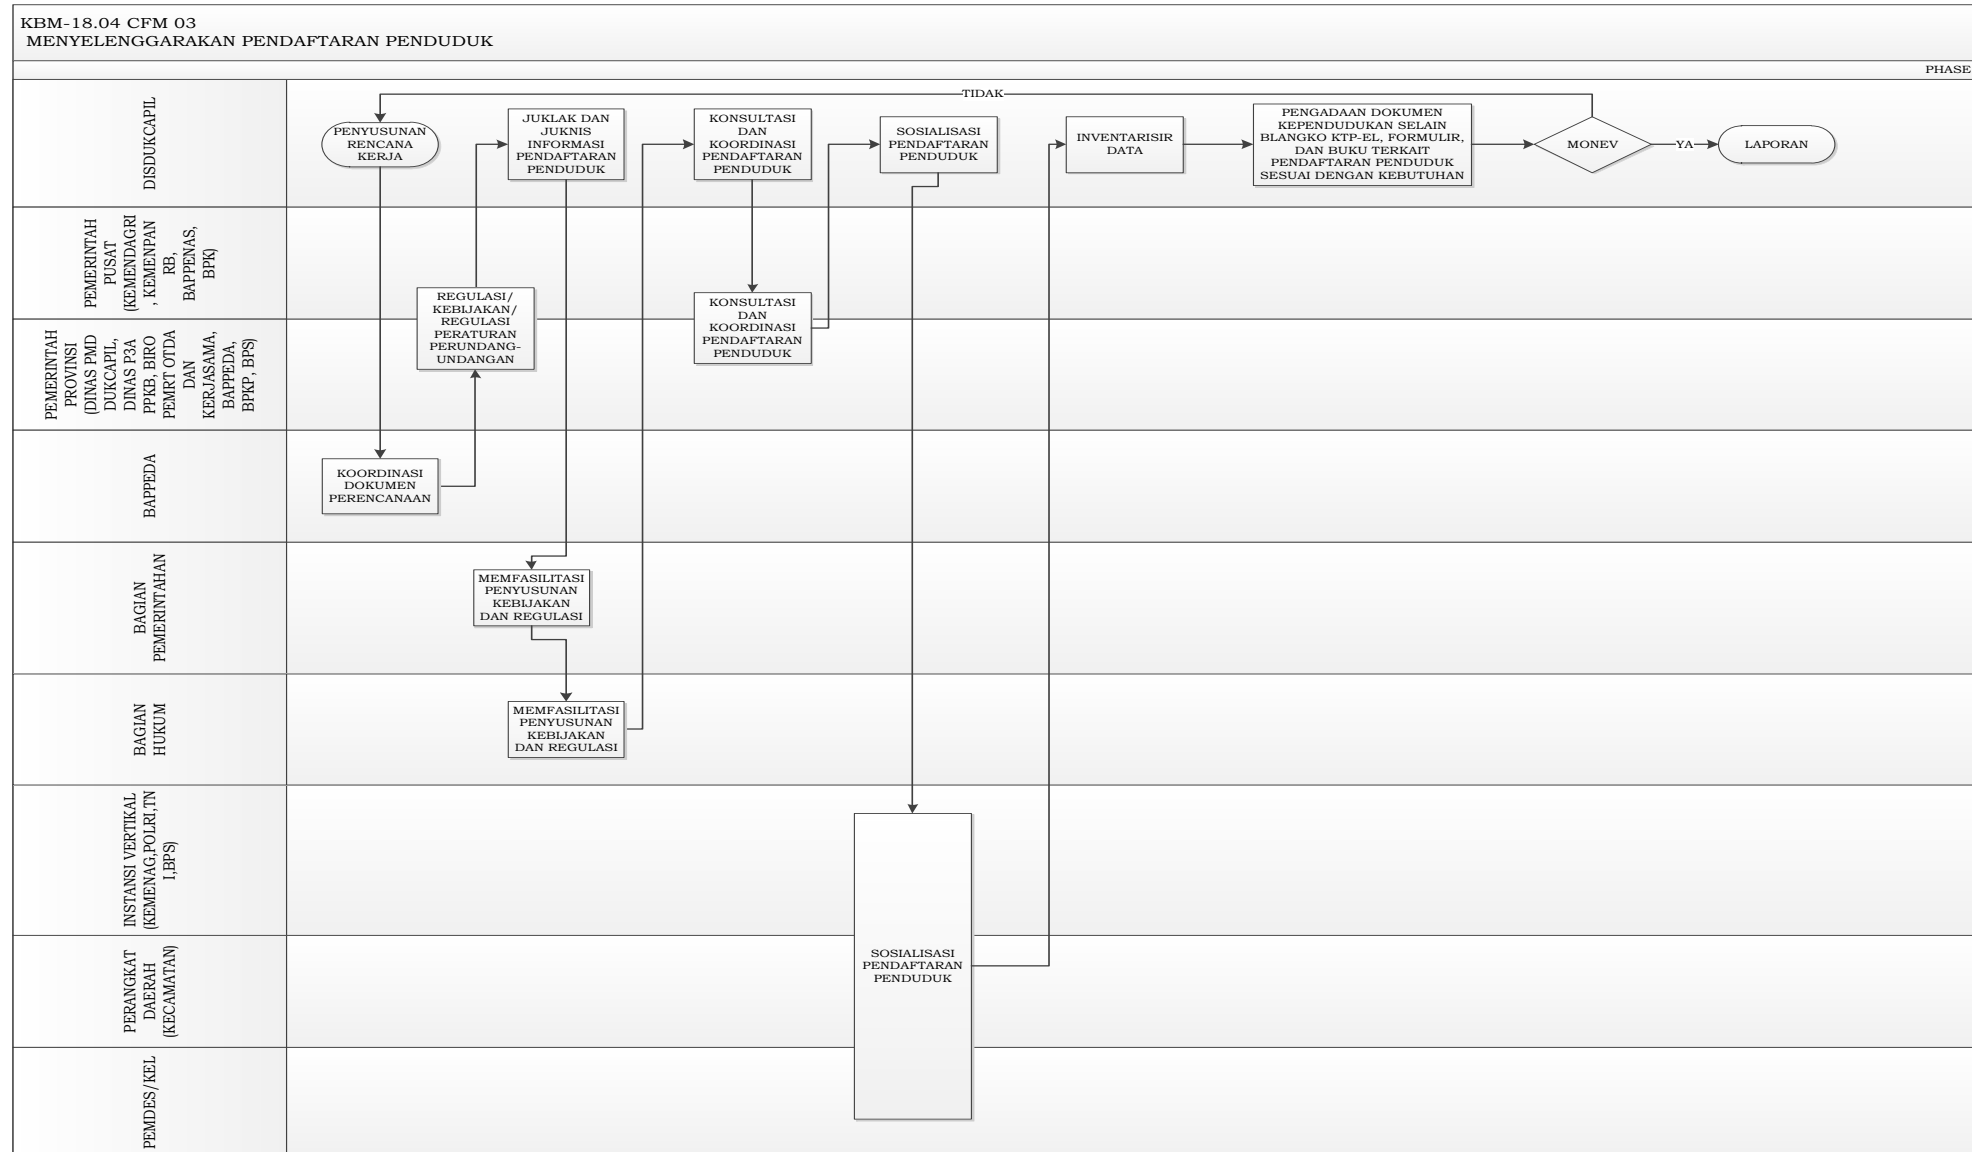 KBM-18.04 CFM 03
MENYELENGGARAKAN PENDAFTARAN PENDUDUK
PHASE
DISDUKCAPIL
TIDAK
PENYUSUNAN
RENCANA
KERJA
JUKLAK DAN
JUKNIS
INFORMASI
PENDAFTARAN
PENDUDUK
KONSULTASI
DAN
KOORDINASI
PENDAFTARAN
PENDUDUK
SOSIALISASI
PENDAFTARAN
PENDUDUK
INVENTARISIR
DATA
PENGADAAN DOKUMEN
KEPENDUDUKAN SELAIN
BLANGKO KTP-EL, FORMULIR,
DAN BUKU TERKAIT
PENDAFTARAN PENDUDUK
SESUAI DENGAN KEBUTUHAN
MONEV
YA
LAPORAN
PEMERINTAH
PUSAT
(KEMENDAGRI
, KEMENPAN
RB,
BAPPENAS,
BPK)
REGULASI/
KEBIJAKAN/
REGULASI
PERATURAN
PERUNDANG-
UNDANGAN
KONSULTASI
DAN
KOORDINASI
PENDAFTARAN
PENDUDUK
PEMERINTAH
PROVINSI
(DINAS PMD
DUKCAPIL,
DINAS P3A
PPKB, BIRO
PEMRT OTDA
DAN
KERJASAMA,
BAPPEDA,
BPKP, BPS)
BAPPEDA
KOORDINASI
DOKUMEN
PERENCANAAN
BAGIAN
PEMERINTAHAN
MEMFASILITASI
PENYUSUNAN
KEBIJAKAN
DAN REGULASI
BAGIAN
HUKUM
MEMFASILITASI
PENYUSUNAN
KEBIJAKAN
DAN REGULASI
INSTANSI VERTIKAL
(KEMENAG,POLRI,TN
I,BPS)
SOSIALISASI
PENDAFTARAN
PENDUDUK
PERANGKAT
DAERAH
(KECAMATAN)
PEMDES/KEL